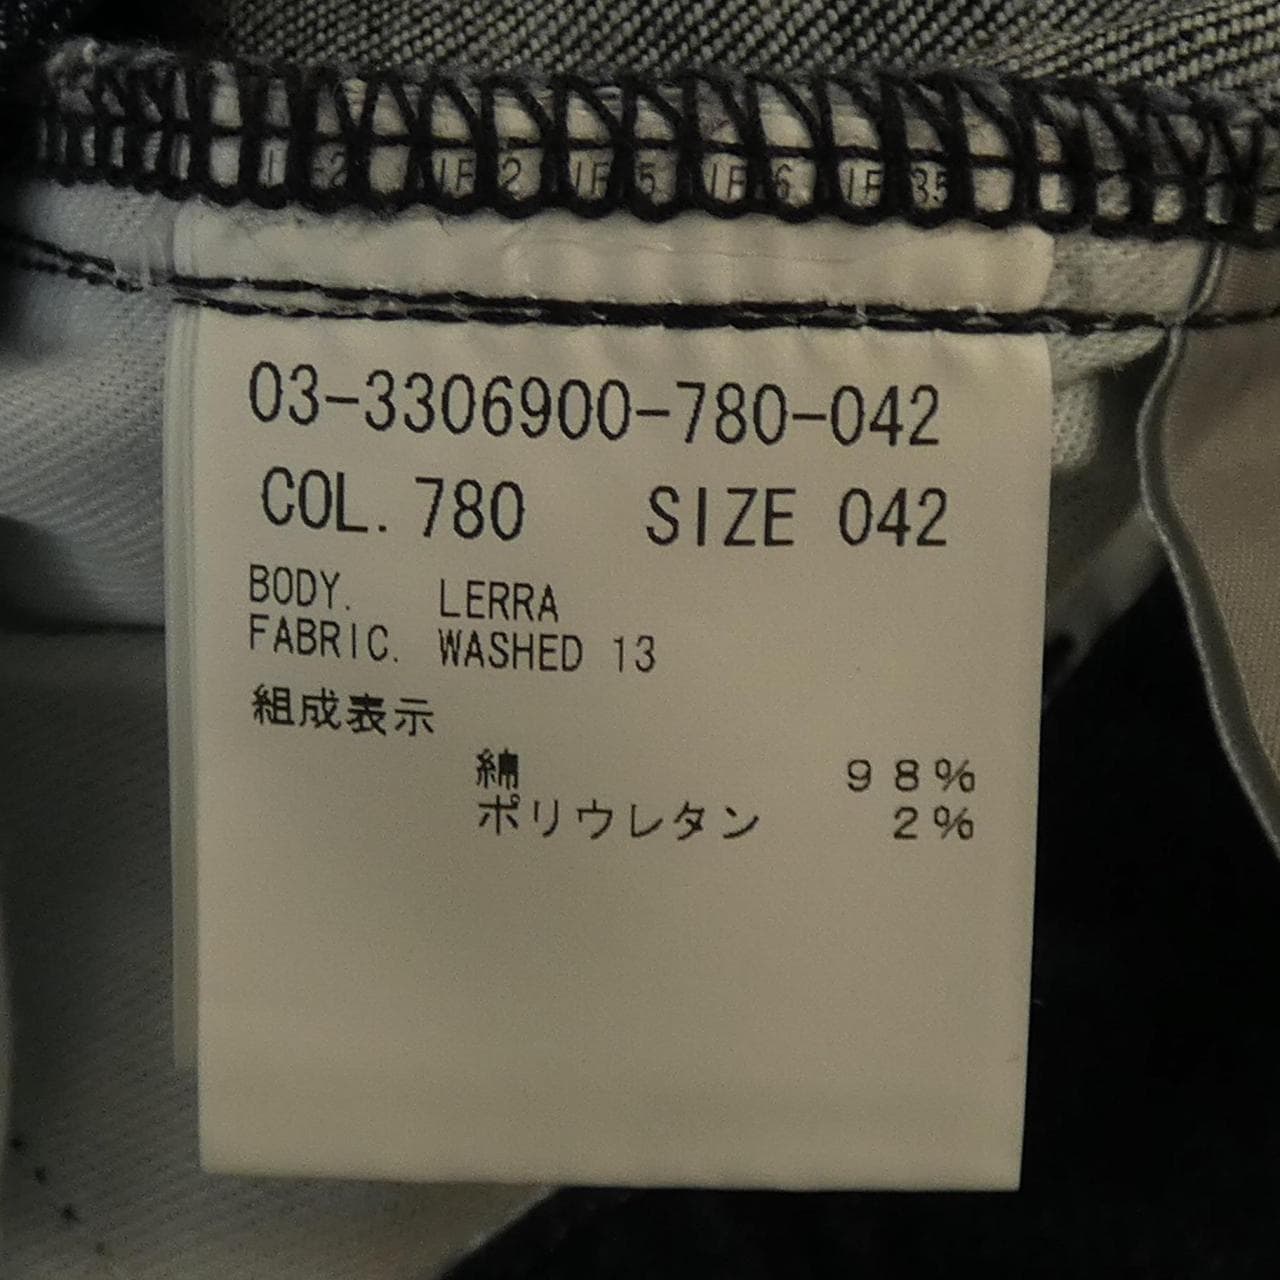 03-3306900-780-042
COL. 780 SIZE 042
BODY. LERRA
FABRIC. WASHED 13
組成表示
綿 98%
ポリウレタン 2%